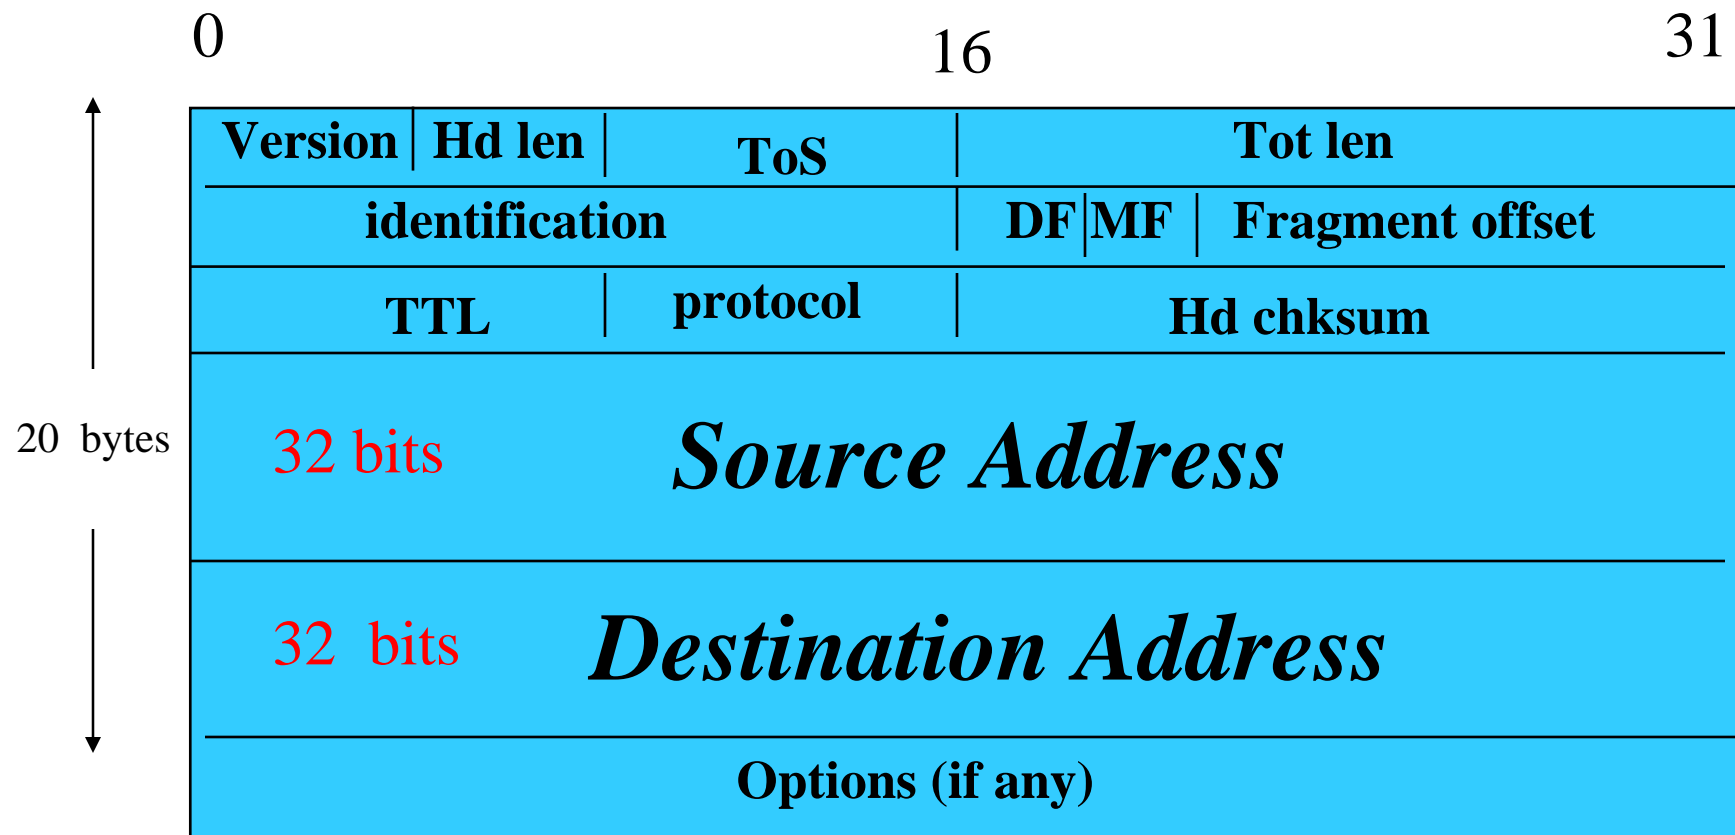 0 16 31
Version Hd len ToS Tot len
identification DF MF Fragment offset
TTL protocol Hd chksum
20 bytes 32 bits Source Address
32 bits Destination Address
Options (if any)